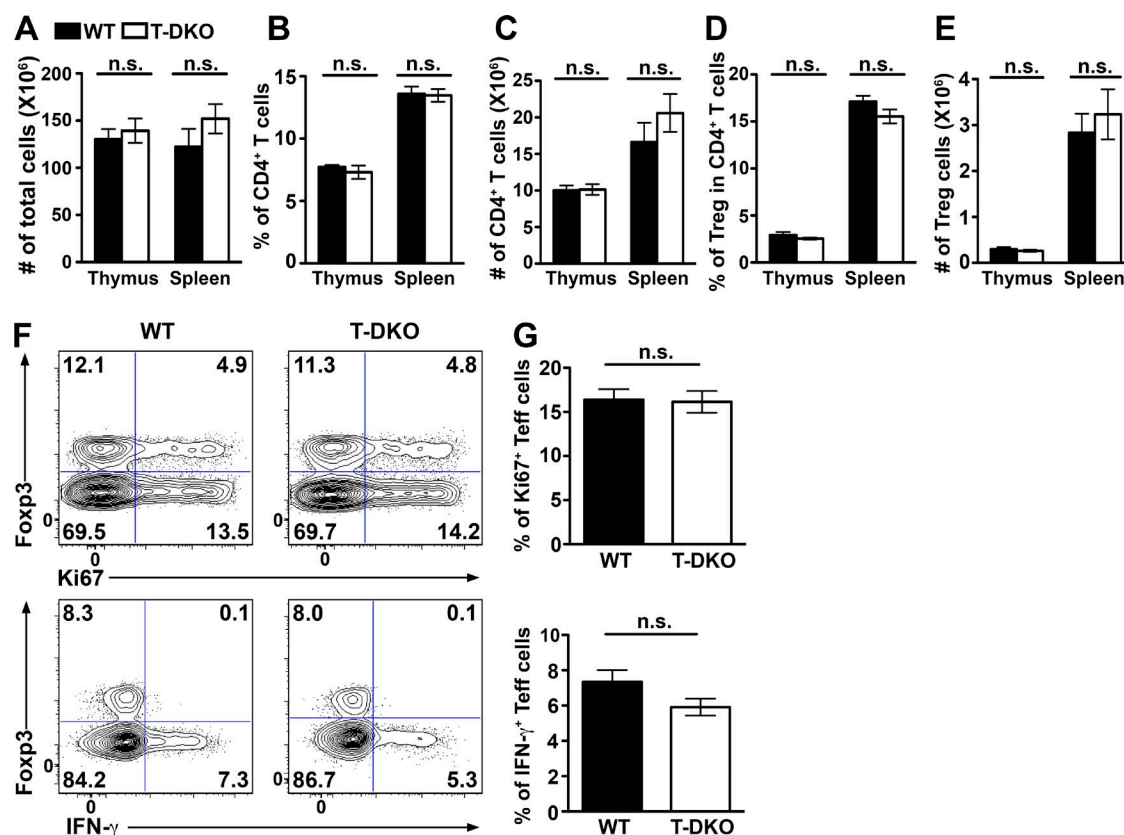 A
WT T-DKO
# of total cells (X10⁶)
n.s. n.s.
200
150
100
50
0
Thymus Spleen
B
% of CD4⁺ T cells
n.s. n.s.
15
10
5
0
Thymus Spleen
C
# of CD4⁺ T cells (X10⁶)
n.s. n.s.
25
20
15
10
5
0
Thymus Spleen
D
% of Treg in CD4⁺ T cells
n.s. n.s.
20
15
10
5
0
Thymus Spleen
E
# of Treg cells (X10⁶)
n.s. n.s.
4
3
2
1
0
Thymus Spleen
F
WT T-DKO
Foxp3
12.1 4.9 11.3 4.8
0
69.5 13.5 69.7 14.2
0 0
Ki67
Foxp3
8.3 0.1 8.0 0.1
0
84.2 7.3 86.7 5.3
0 0
IFN-γ
G
% of Ki67⁺ Teff cells
n.s.
20
15
10
5
0
WT T-DKO
% of IFN-γ⁺ Teff cells
n.s.
10
8
6
4
2
0
WT T-DKO